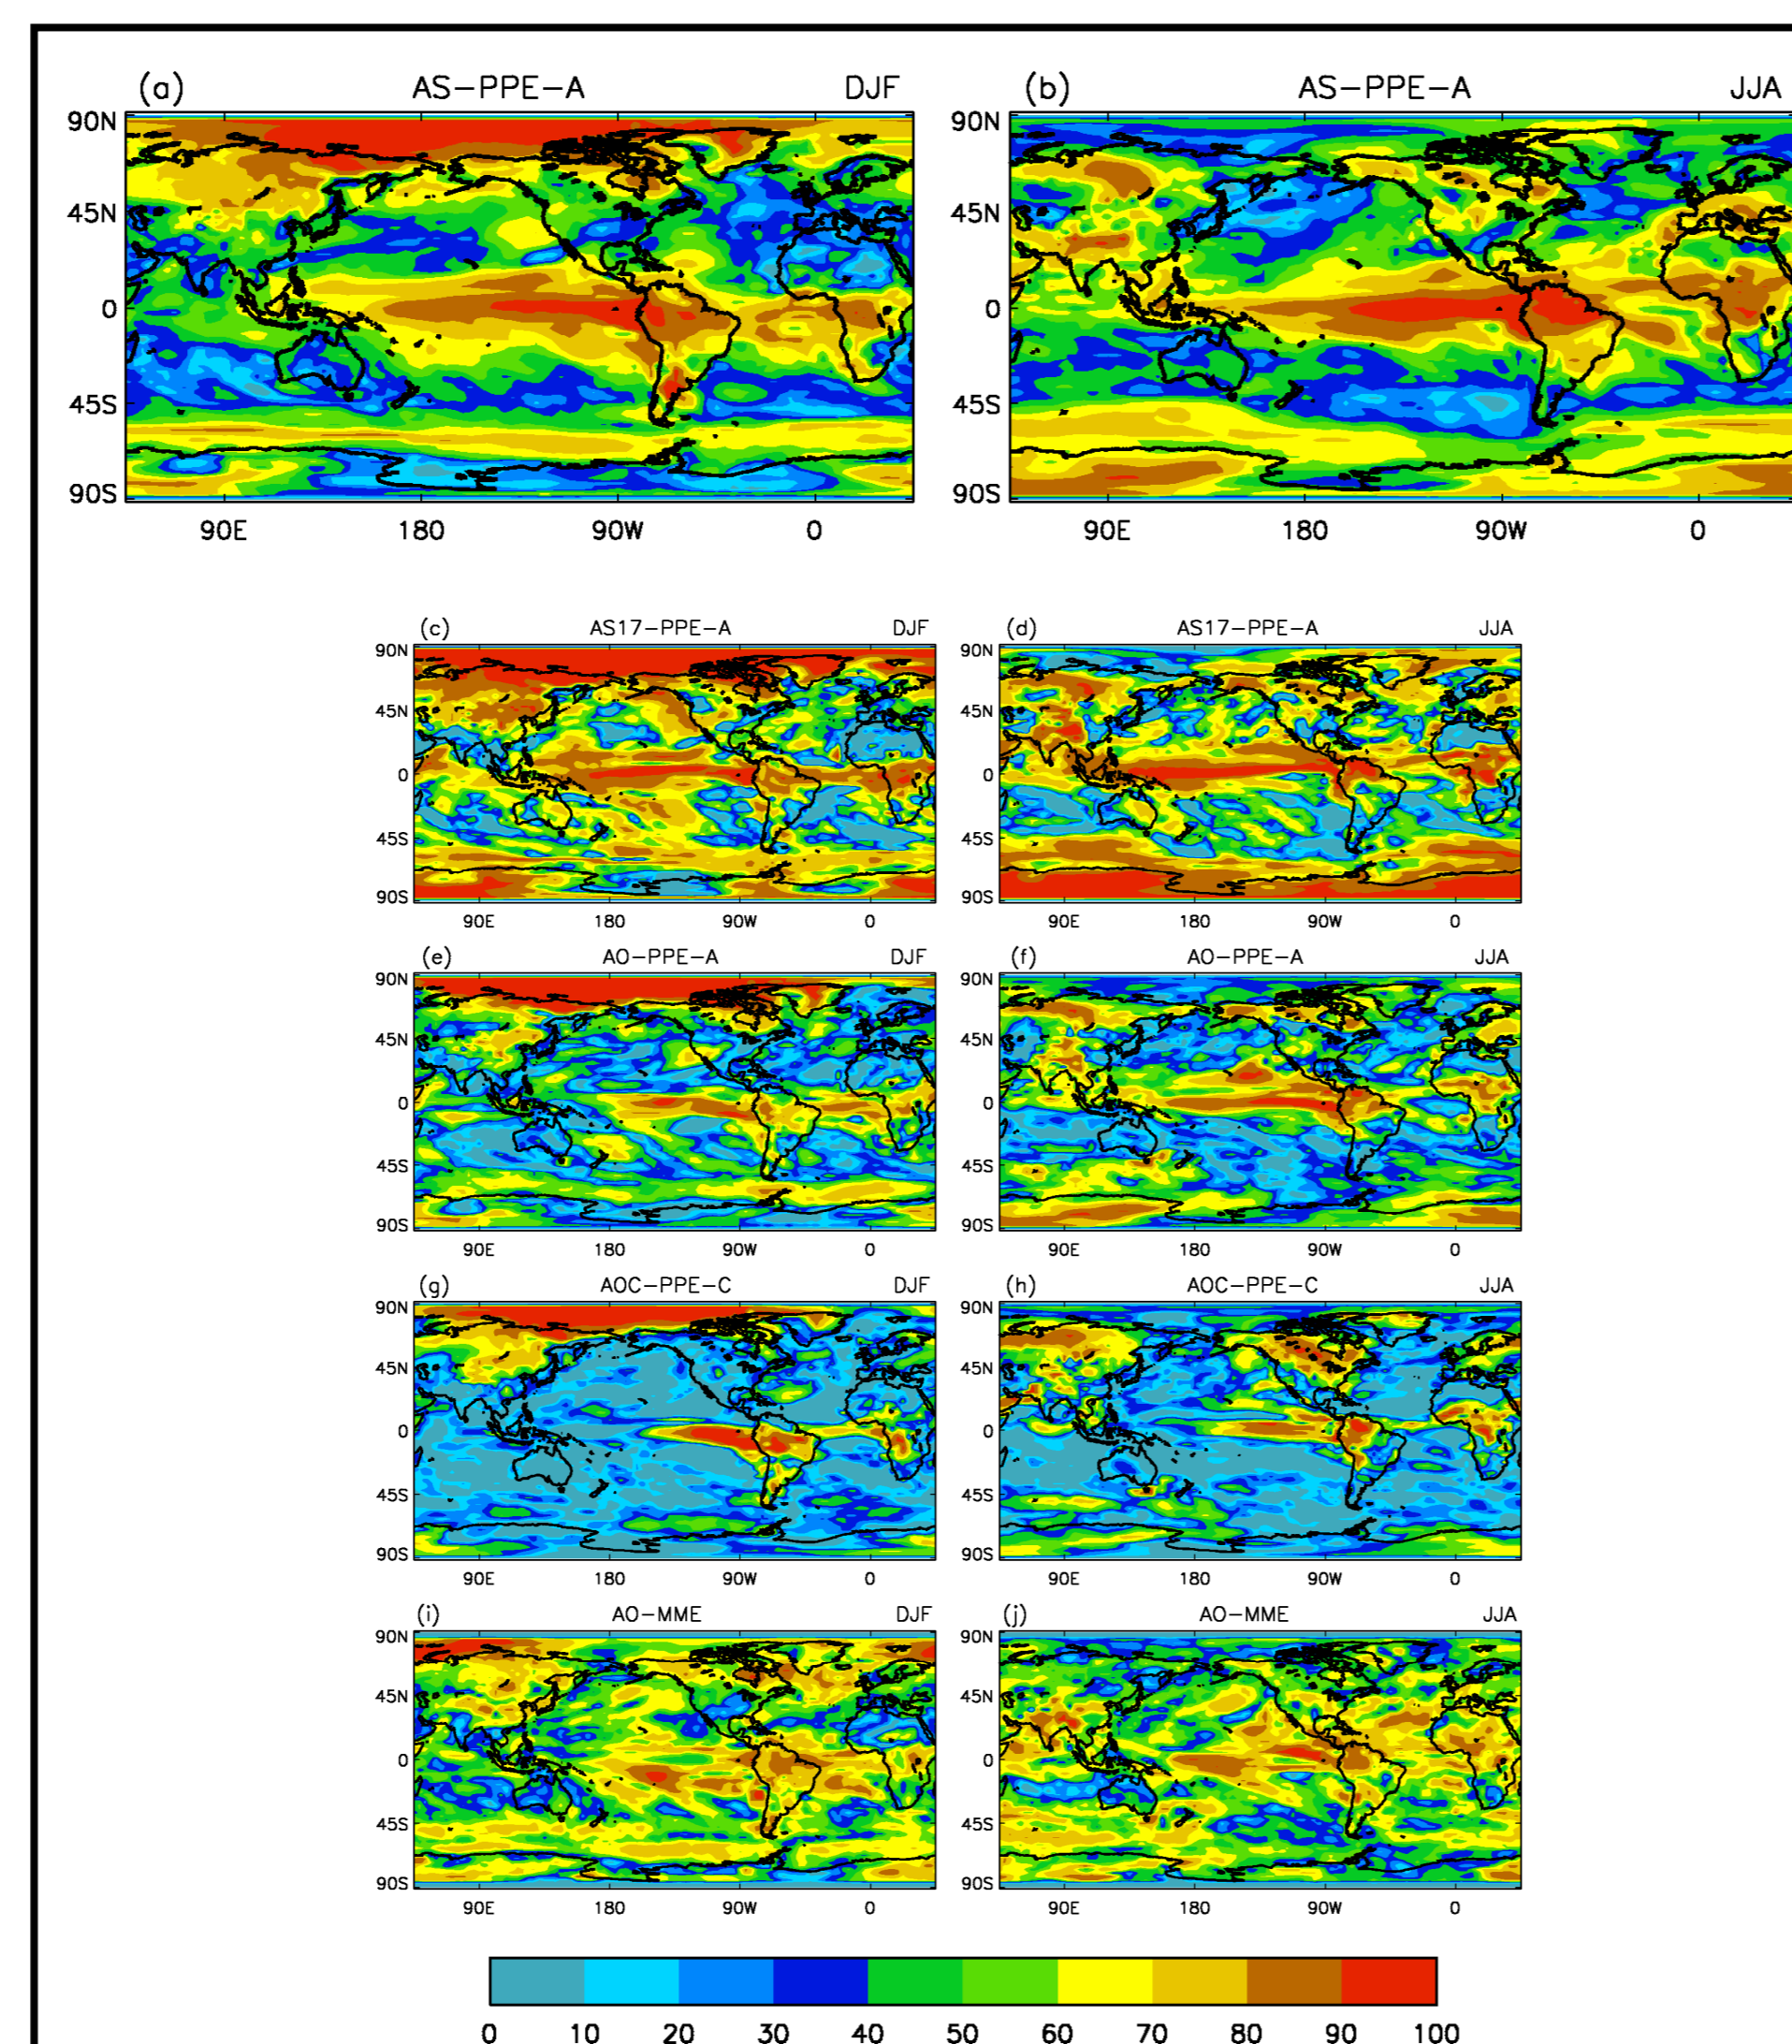 (a) AS-PPE-A DJF
(b) AS-PPE-A JJA
90N 90N
45N 45N
0 0
45S 45S
90S 90S
90E 180 90W 0 90E 180 90W 0
(c) AS17-PPE-A DJF
(d) AS17-PPE-A JJA
90N 90N
45N 45N
0 0
45S 45S
90S 90S
90E 180 90W 0 90E 180 90W 0
(e) AO-PPE-A DJF
(f) AO-PPE-A JJA
90N 90N
45N 45N
0 0
45S 45S
90S 90S
90E 180 90W 0 90E 180 90W 0
(g) AOC-PPE-C DJF
(h) AOC-PPE-C JJA
90N 90N
45N 45N
0 0
45S 45S
90S 90S
90E 180 90W 0 90E 180 90W 0
(i) AO-MME DJF
(j) AO-MME JJA
90N 90N
45N 45N
0 0
45S 45S
90S 90S
90E 180 90W 0 90E 180 90W 0
0 10 20 30 40 50 60 70 80 90 100